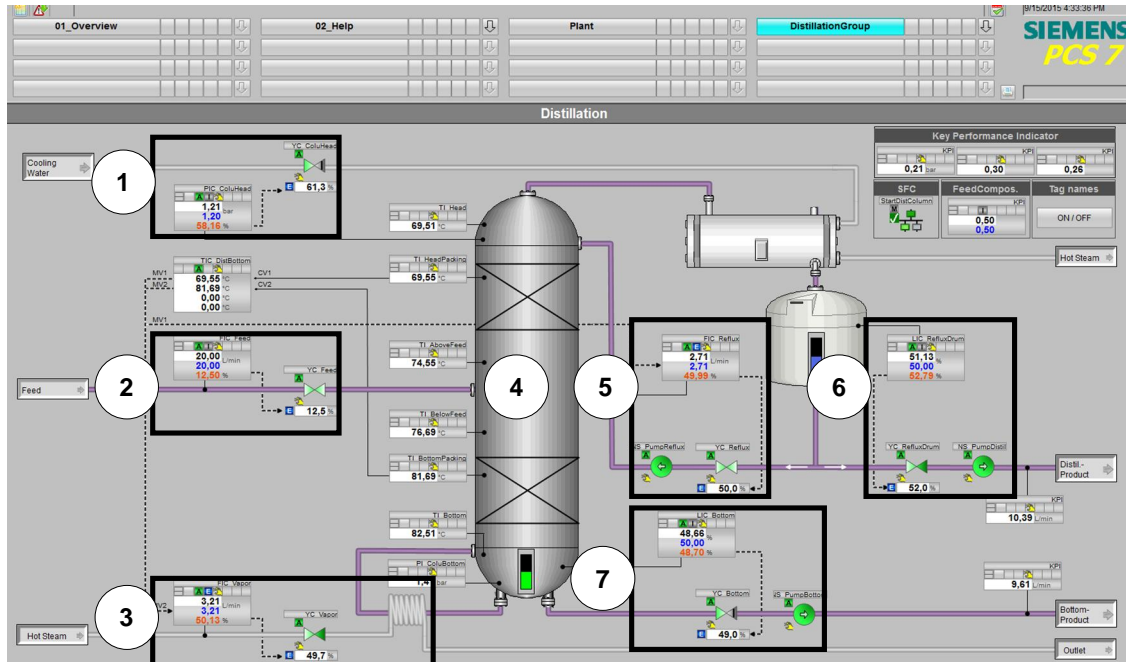 9/15/2015 4:33:36 PM
01_Overview
02_Help
Plant
DistillationGroup
SIEMENS
PCS 7
Distillation
Cooling
Water
1
YC_ColuHead
61,3 %
PIC_ColuHead
1,21 bar
1,20
58,16 %
Key Performance Indicator
KPI
0,21 bar
KPI
0,30
KPI
0,26
SFC
StartDistColumn
FeedCompos.
KPI
0,50
0,50
Tag names
ON / OFF
Hot Steam
TI_Head
69,51 °C
TI_HeadPacking
69,55 °C
TIC_DistBottom
MV1
MV2
69,55 °C
81,69 °C
0,00 °C
0,00 °C
CV1
CV2
MV1
2
Feed
FIC_Feed
20,00 L/min
20,00
12,50 %
YC_Feed
12,5 %
TI_AboveFeed
74,55 °C
4
TI_BelowFeed
76,69 °C
TI_BottomPacking
81,69 °C
TI_Bottom
82,51 °C
PI_ColuBottom
5
FIC_Reflux
2,71 L/min
2,71
49,99 %
NS_PumpReflux
YC_Reflux
50,0 %
6
LIC_RefluxDrum
51,13 %
50,00
52,79 %
YC_RefluxDrum
NS_PumpDistil
52,0 %
Distil.-
Product
KPI
10,39 L/min
7
LIC_Bottom
48,66 %
50,00
48,70 %
YC_Bottom
NS_PumpBottom
49,0 %
KPI
9,61 L/min
Bottom-
Product
Outlet
3
Hot Steam
FIC_Vapor
3,21 L/min
3,21
50,13 %
YC_Vapor
49,7 %